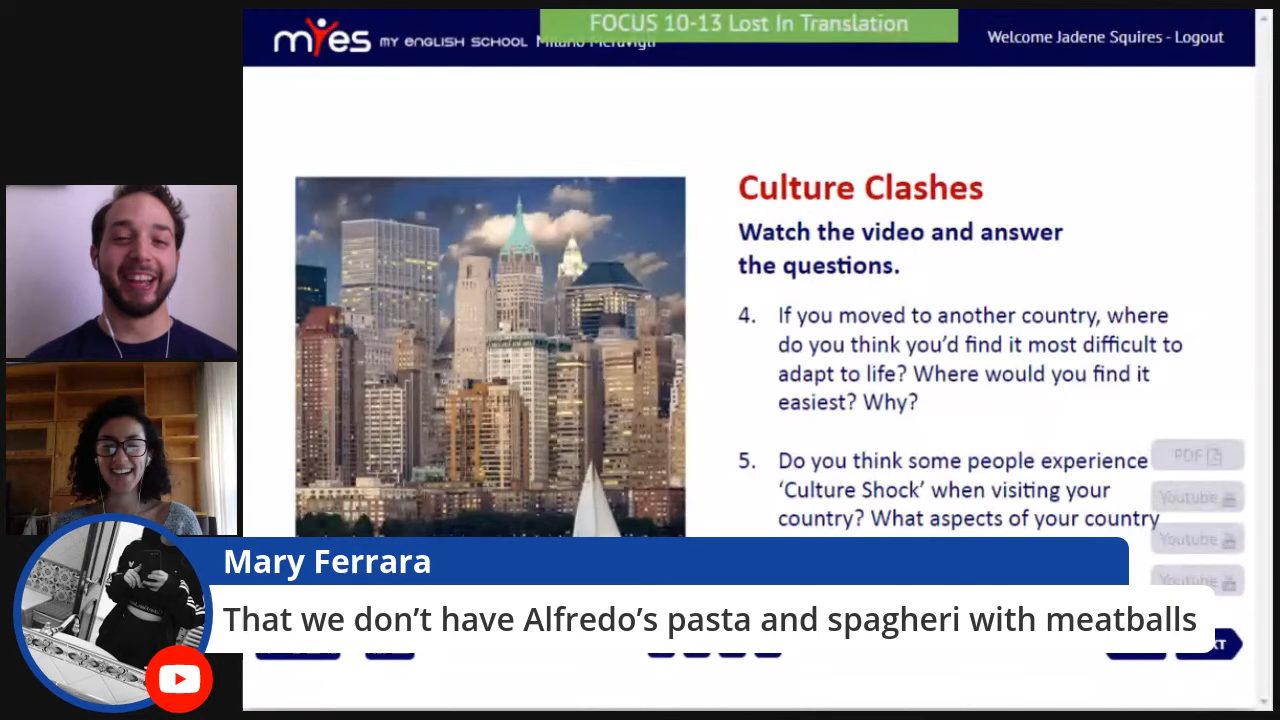 FOCUS 10-13 Lost In Translation
myes MY ENGLISH SCHOOL Milano Meravigli
Welcome Jadene Squires - Logout
Culture Clashes
Watch the video and answer
the questions.
4. If you moved to another country, where
do you think you'd find it most difficult to
adapt to life? Where would you find it
easiest? Why?
5. Do you think some people experience
‘Culture Shock’ when visiting your
country? What aspects of your country
PDF
Youtube
Youtube
Youtube
Mary Ferrara
That we don’t have Alfredo’s pasta and spagheri with meatballs